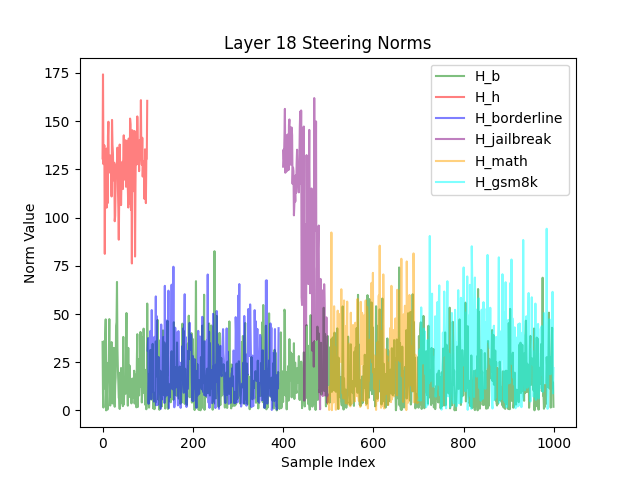 Layer 18 Steering Norms
Norm Value
175
150
125
100
75
50
25
0
0
200
400
600
800
1000
Sample Index
H_b
H_h
H_borderline
H_jailbreak
H_math
H_gsm8k